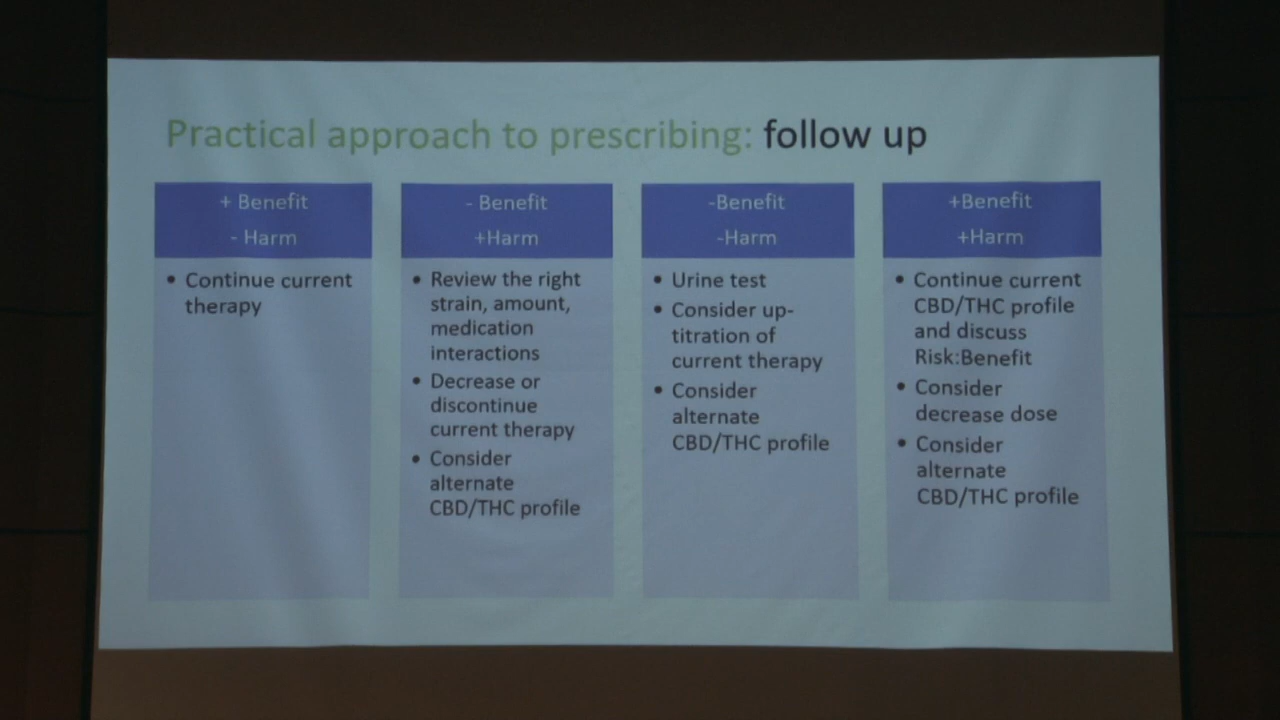 Practical approach to prescribing: follow up
+ Benefit
- Harm
• Continue current
therapy
- Benefit
+Harm
• Review the right
strain, amount,
medication
interactions
• Decrease or
discontinue
current therapy
• Consider
alternate
CBD/THC profile
-Benefit
-Harm
• Urine test
• Consider up-
titration of
current therapy
• Consider
alternate
CBD/THC profile
+Benefit
+Harm
• Continue current
CBD/THC profile
and discuss
Risk:Benefit
• Consider
decrease dose
• Consider
alternate
CBD/THC profile